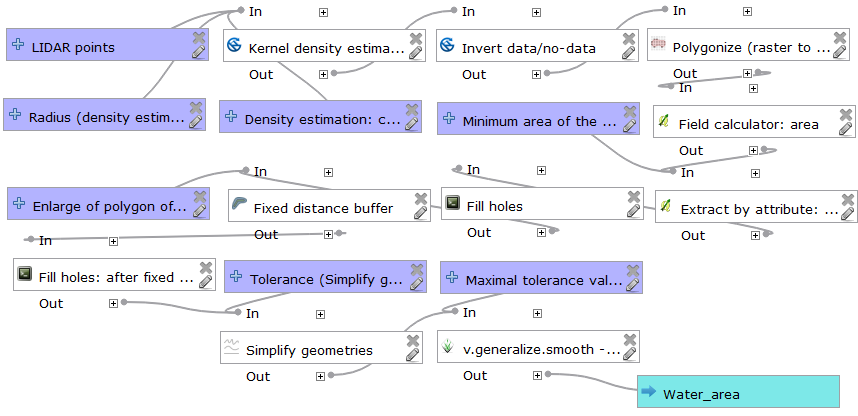 In In In
LIDAR points
Kernel density estima...
Invert data/no-data
Polygonize (raster to ...
Out Out Out
In
Radius (density estim...
Density estimation: c...
Minimum area of the ...
Field calculator: area
Out
In In In
Enlarge of polygon of...
Fixed distance buffer
Fill holes
Extract by attribute: ...
Out Out Out
In
Fill holes: after fixed ...
Tolerance (Simplify g...
Maximal tolerance val...
Out
In In
Simplify geometries
v.generalize.smooth -...
Out Out
Water_area